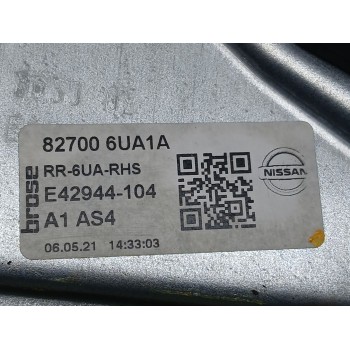 82700 6UA1A
RR-6UA-RHS
E42944-104
A1 AS4
06.05.21 14:33:03
brose
NISSAN